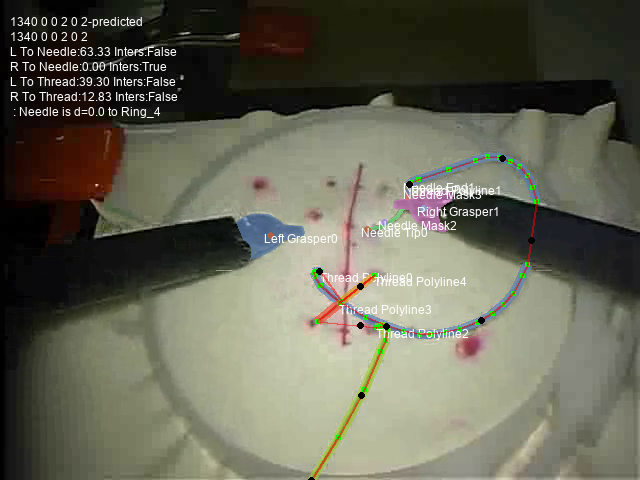 1340 0 0 2 0 2-predicted
1340 0 0 2 0 2
L To Needle:63.33 Inters:False
R To Needle:0.00 Inters:True
L To Thread:39.30 Inters:False
R To Thread:12.83 Inters:False
: Needle is d=0.0 to Ring_4
Needle End1
Needle Mask3
Right Grasper1
Needle Mask2
Needle Tip0
Left Grasper0
Thread Polyline0
Thread Polyline4
Thread Polyline3
Thread Polyline2